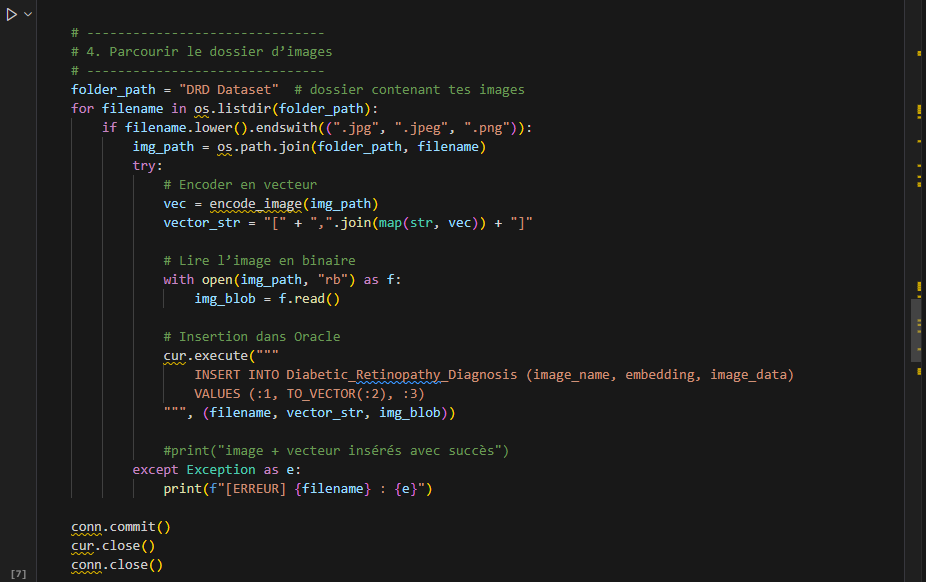 # -------------------------------
# 4. Parcourir le dossier d’images
# -------------------------------
folder_path = "DRD Dataset"  # dossier contenant tes images
for filename in os.listdir(folder_path):
    if filename.lower().endswith((".jpg", ".jpeg", ".png")):
        img_path = os.path.join(folder_path, filename)
        try:
            # Encoder en vecteur
            vec = encode_image(img_path)
            vector_str = "[" + ",".join(map(str, vec)) + "]"

            # Lire l’image en binaire
            with open(img_path, "rb") as f:
                img_blob = f.read()

            # Insertion dans Oracle
            cur.execute("""
                INSERT INTO Diabetic_Retinopathy_Diagnosis (image_name, embedding, image_data)
                VALUES (:1, TO_VECTOR(:2), :3)
            """, (filename, vector_str, img_blob))

            #print("image + vecteur insérés avec succès")
        except Exception as e:
            print(f"[ERREUR] {filename} : {e}")

conn.commit()
cur.close()
conn.close()
[7]